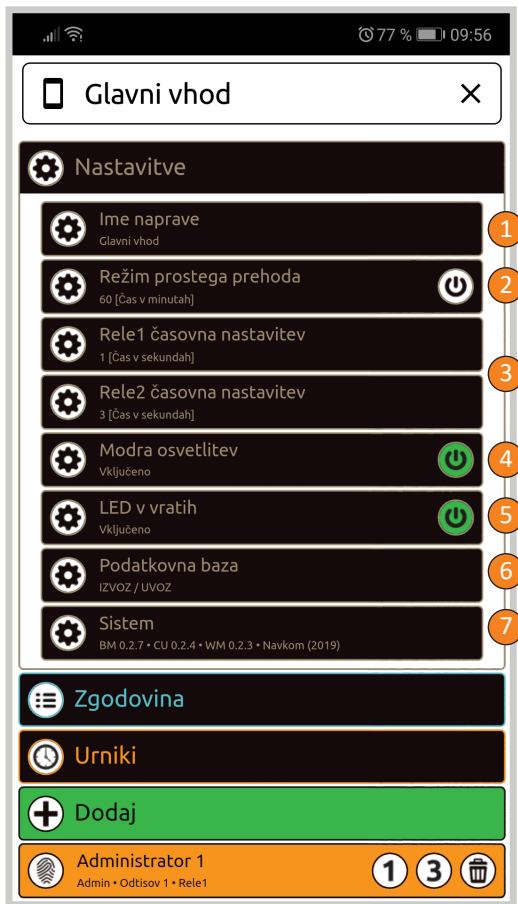 77 % 09:56
Glavni vhod
Nastavitve
Ime naprave
Glavni vhod
1
Režim prostega prehoda
60 [Čas v minutah]
2
Rele1 časovna nastavitev
1 [Čas v sekundah]
3
Rele2 časovna nastavitev
3 [Čas v sekundah]
Modra osvetlitev
Vključeno
4
LED v vratih
Vključeno
5
Podatkovna baza
IZVOZ / UVOZ
6
Sistem
BM 0.2.7 • CU 0.2.4 • WM 0.2.3 • Navkom (2019)
7
Zgodovina
Urniki
Dodaj
Administrator 1
Admin • Odtisov 1 • Rele1
1 3